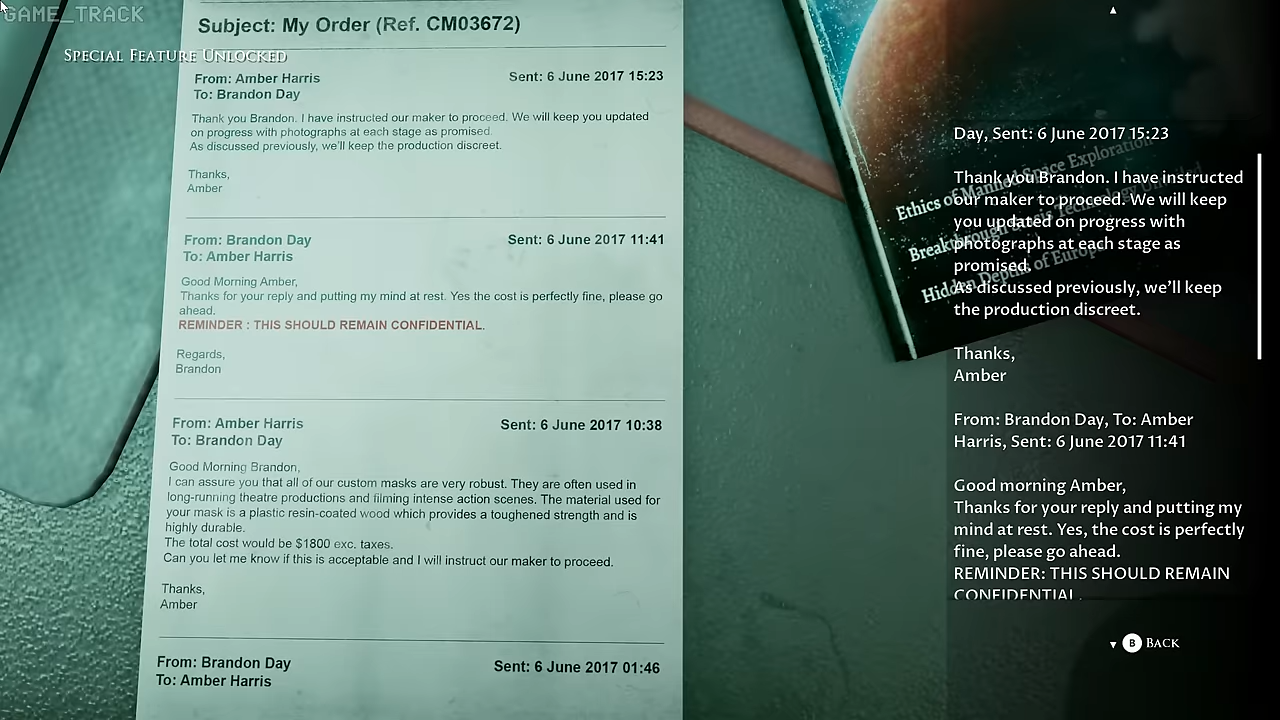 GAME_TRACK
Special Feature Unlocked
Subject: My Order (Ref. CM03672)
From: Amber Harris
Sent: 6 June 2017 15:23
To: Brandon Day
Thank you Brandon. I have instructed our maker to proceed. We will keep you updated
on progress with photographs at each stage as promised.
As discussed previously, we'll keep the production discreet.
Thanks,
Amber
From: Brandon Day
Sent: 6 June 2017 11:41
To: Amber Harris
Good Morning Amber,
Thanks for your reply and putting my mind at rest. Yes the cost is perfectly fine, please go
ahead.
REMINDER : THIS SHOULD REMAIN CONFIDENTIAL.
Regards,
Brandon
From: Amber Harris
Sent: 6 June 2017 10:38
To: Brandon Day
Good Morning Brandon,
I can assure you that all of our custom masks are very robust. They are often used in
long-running theatre productions and filming intense action scenes. The material used for
your mask is a plastic resin-coated wood which provides a toughened strength and is
highly durable.
The total cost would be $1800 exc. taxes.
Can you let me know if this is acceptable and I will instruct our maker to proceed.
Thanks,
Amber
From: Brandon Day
Sent: 6 June 2017 01:46
To: Amber Harris
Ethics of Manned Space Exploration
Breakthrough in Technology
Hidden Depths of Europa
Day, Sent: 6 June 2017 15:23
Thank you Brandon. I have instructed
our maker to proceed. We will keep
you updated on progress with
photographs at each stage as
promised.
As discussed previously, we'll keep
the production discreet.
Thanks,
Amber
From: Brandon Day, To: Amber
Harris, Sent: 6 June 2017 11:41
Good morning Amber,
Thanks for your reply and putting my
mind at rest. Yes, the cost is perfectly
fine, please go ahead.
REMINDER: THIS SHOULD REMAIN
CONFIDENTIAL.
B Back